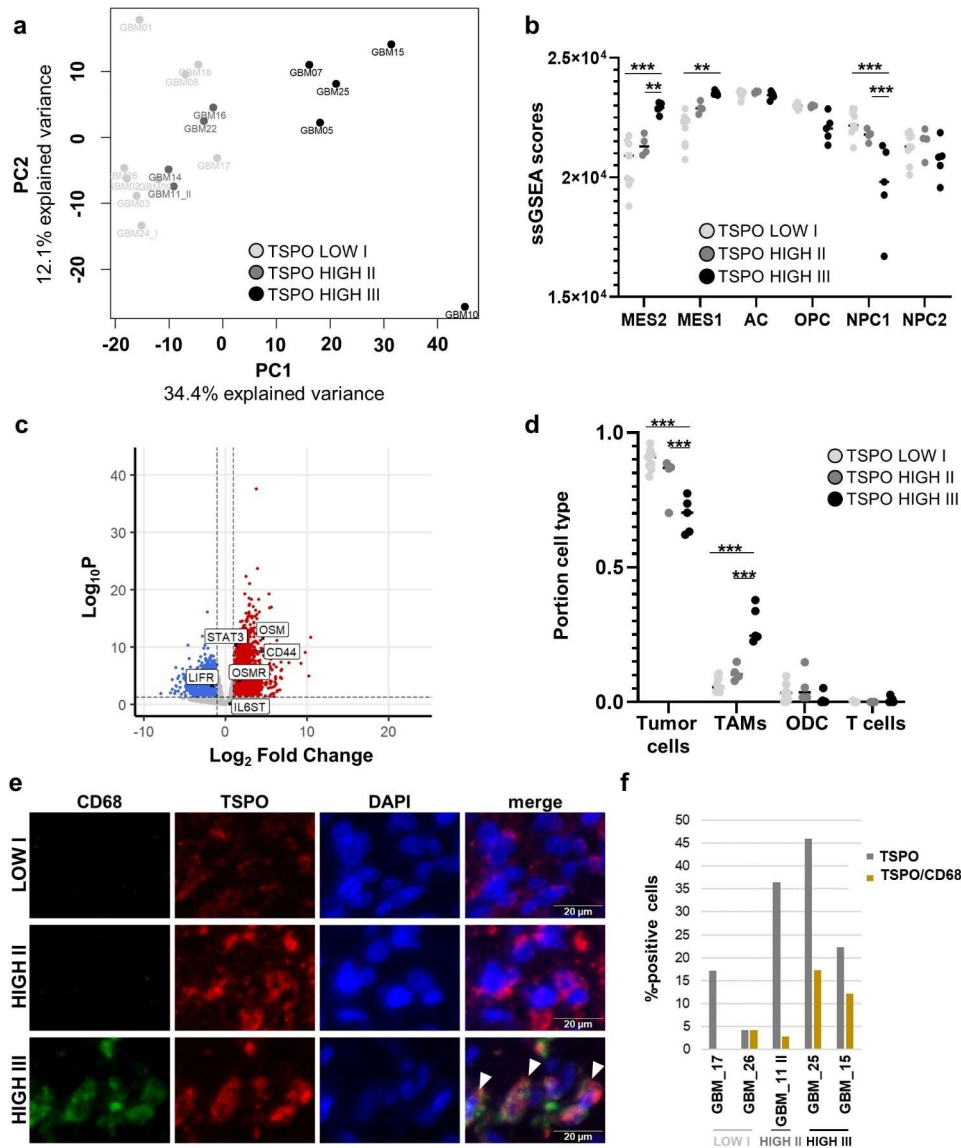 a
PC2
12.1% explained variance
10
0
-10
-20
GBM01
GBM18
GBM08
GBM16
GBM22
GBM17
GBM14
GBM11_II
GBM03
GBM24_I
GBM07
GBM15
GBM25
GBM05
GBM10
TSPO LOW I
TSPO HIGH II
TSPO HIGH III
-20 -10 0 10 20 30 40
PC1
34.4% explained variance
b
ssGSEA scores
2.5×10⁴
2×10⁴
1.5×10⁴
*** ** ***
** ***
TSPO LOW I
TSPO HIGH II
TSPO HIGH III
MES2 MES1 AC OPC NPC1 NPC2
c
Log₁₀P
40
30
20
10
0
STAT3
OSM
CD44
LIFR
OSMR
IL6ST
-10 0 10 20
Log₂ Fold Change
d
Portion cell type
1.0
0.5
0.0
***
***
***
***
TSPO LOW I
TSPO HIGH II
TSPO HIGH III
Tumor cells
TAMs
ODC
T cells
e
CD68 TSPO DAPI merge
LOW I
20 µm
HIGH II
20 µm
HIGH III
20 µm
f
%-positive cells
50
45
40
35
30
25
20
15
10
5
0
TSPO
TSPO/CD68
GBM_17
GBM_26
GBM_11 II
GBM_25
GBM_15
LOW I HIGH II HIGH III